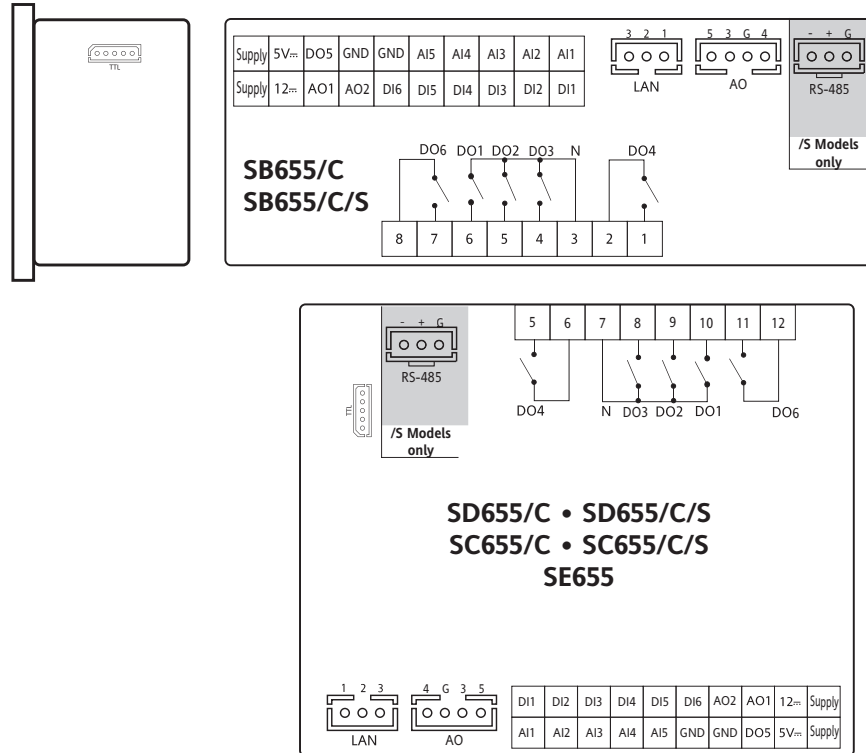 TTL
Supply 5V⎓ DO5 GND GND AI5 AI4 AI3 AI2 AI1
Supply 12⎓ AO1 AO2 DI6 DI5 DI4 DI3 DI2 DI1
3 2 1
LAN
5 3 G 4
AO
- + G
RS-485
/S Models
only
SB655/C
SB655/C/S
DO6 DO1 DO2 DO3 N DO4
8 7 6 5 4 3 2 1
- + G
RS-485
TTL
/S Models
only
5 6 7 8 9 10 11 12
DO4 N DO3 DO2 DO1 DO6
SD655/C • SD655/C/S
SC655/C • SC655/C/S
SE655
1 2 3
LAN
4 G 3 5
AO
DI1 DI2 DI3 DI4 DI5 DI6 AO2 AO1 12⎓ Supply
AI1 AI2 AI3 AI4 AI5 GND GND DO5 5V⎓ Supply